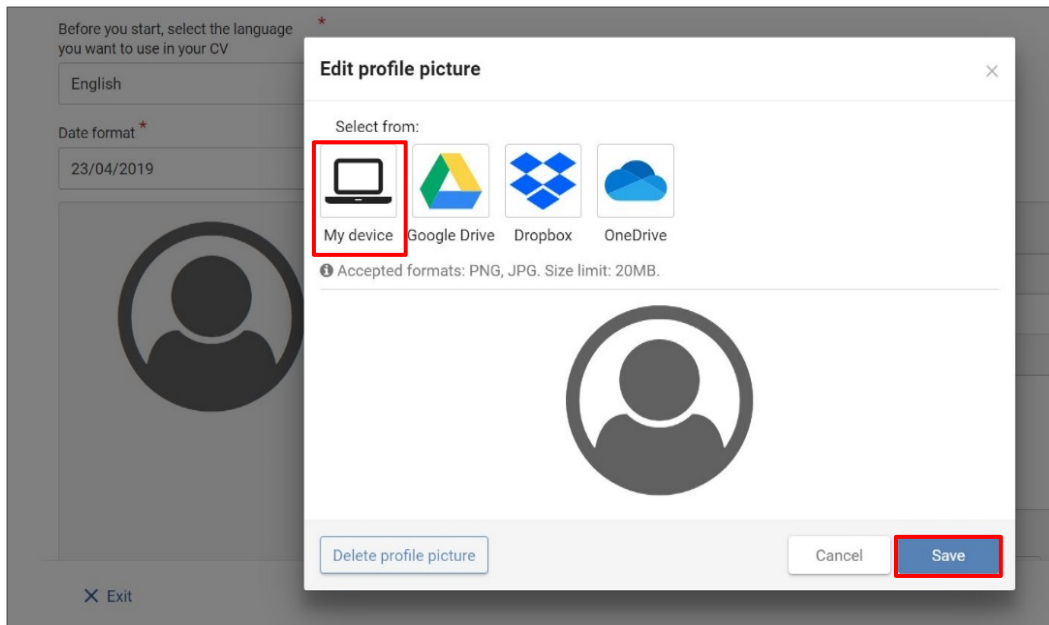 Before you start, select the language *
you want to use in your CV
English
Date format *
23/04/2019
Exit
Edit profile picture
Select from:
My device
Google Drive
Dropbox
OneDrive
Accepted formats: PNG, JPG. Size limit: 20MB.
Delete profile picture
Cancel
Save